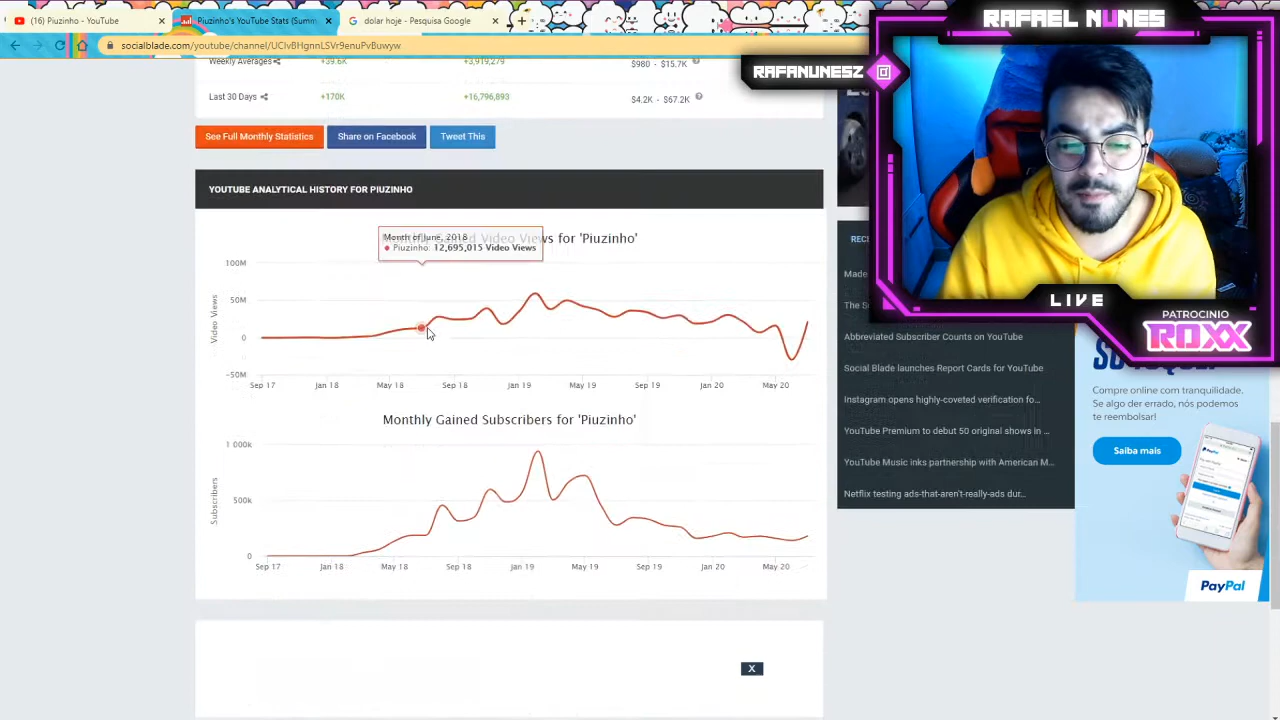 (16) Piuzinho - YouTube
Piuzinho's YouTube Stats (Summ
dolar hoje - Pesquisa Google
socialblade.com/youtube/channel/UClvBHgnnLSVr9enuPvBuwyw
RAFAEL NUNES
RAFANUNESZ
LIVE
PATROCINIO
ROXX
Weekly Averages +39.6K +3,919,279 $980 - $15.7K
Last 30 Days +170K +16,796,893 $4.2K - $67.2K
See Full Monthly Statistics Share on Facebook Tweet This
YOUTUBE ANALYTICAL HISTORY FOR PIUZINHO
Video Views for 'Piuzinho'
Month of June, 2018
Piuzinho: 12,695,015 Video Views
Video Views
100M
50M
0
-50M
Sep 17 Jan 18 May 18 Sep 18 Jan 19 May 19 Sep 19 Jan 20 May 20
Monthly Gained Subscribers for 'Piuzinho'
Subscribers
1 000k
500k
0
Sep 17 Jan 18 May 18 Sep 18 Jan 19 May 19 Sep 19 Jan 20 May 20
X
REC
Made
The S
Abbreviated Subscriber Counts on YouTube
Social Blade launches Report Cards for YouTube
Instagram opens highly-coveted verification fo...
YouTube Premium to debut 50 original shows in ...
YouTube Music inks partnership with American M...
Netflix testing ads-that-aren't-really-ads dur...
Compre online com tranquilidade.
Se algo der errado, nós podemos
te reembolsar!
Saiba mais
PayPal